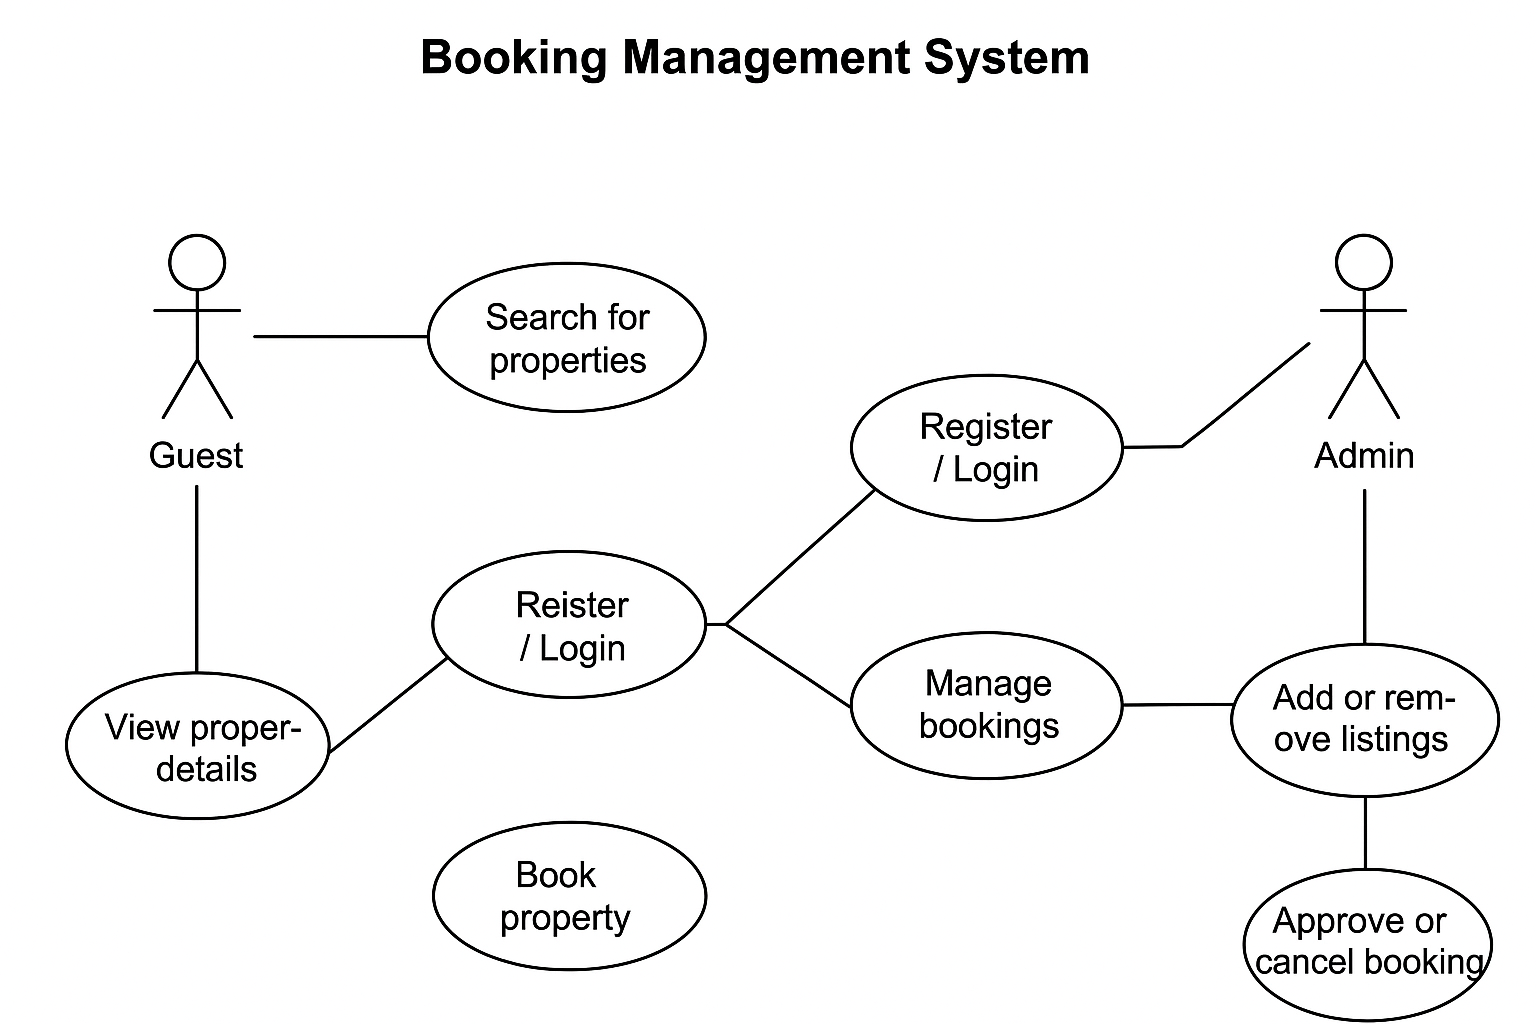 Booking Management System
Search for
properties
Guest
Register
/ Login
Admin
Reister
/ Login
View proper-
details
Manage
bookings
Add or rem-
ove listings
Book
property
Approve or
cancel booking